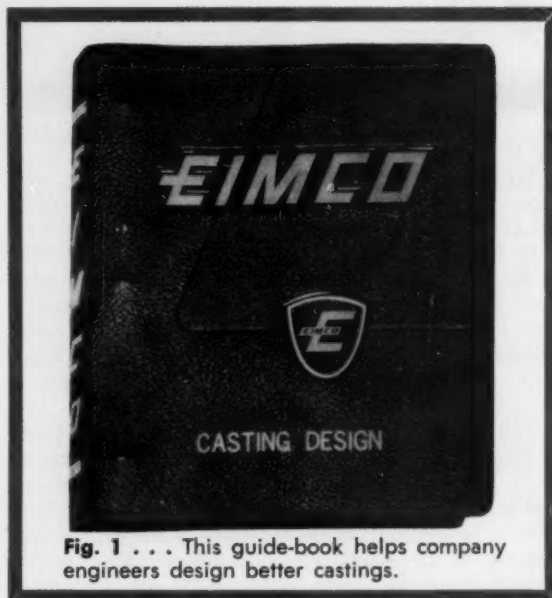 EIMCO
EIMCO
E
CASTING DESIGN
Fig. 1 . . . This guide-book helps company
engineers design better castings.